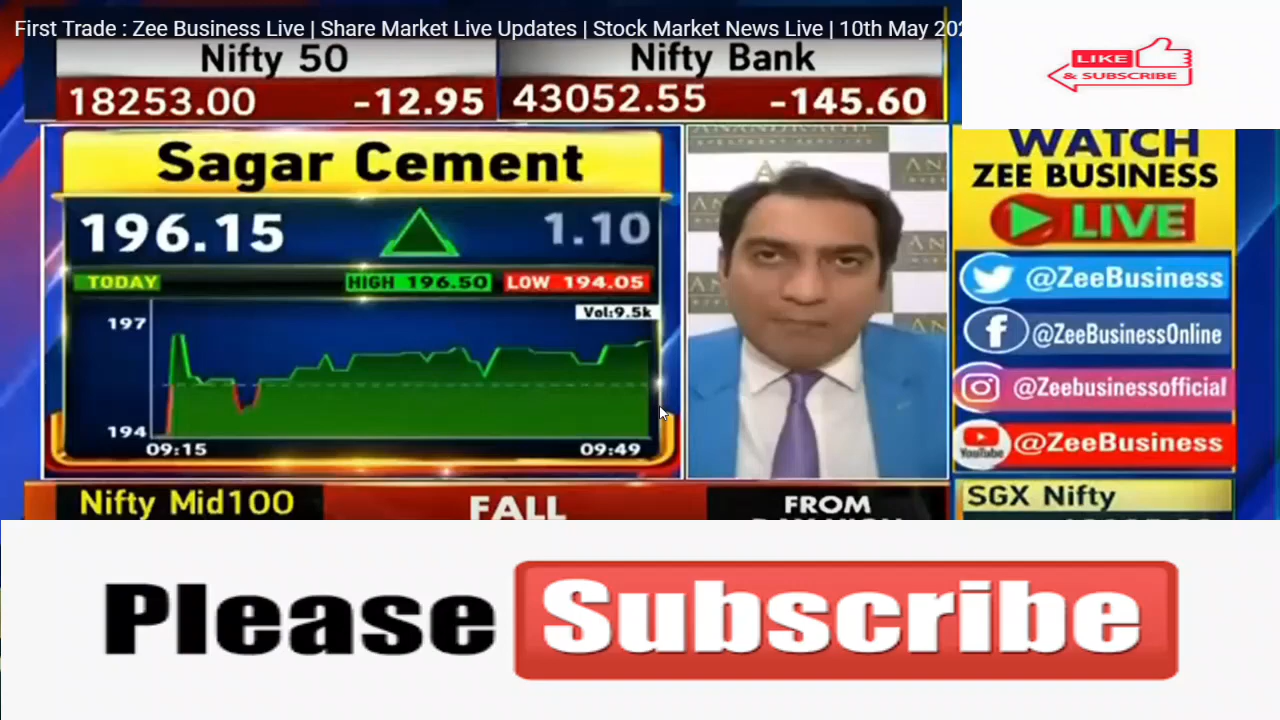 First Trade : Zee Business Live | Share Market Live Updates | Stock Market News Live | 10th May 202
LIKE
& SUBSCRIBE
Nifty 50
18253.00 -12.95
Nifty Bank
43052.55 -145.60
Sagar Cement
196.15 1.10
TODAY HIGH 196.50 LOW 194.05
Vol:9.5k
197
194
09:15 09:49
WATCH
ZEE BUSINESS
LIVE
@ZeeBusiness
@ZeeBusinessOnline
@Zeebusinessofficial
YouTube @ZeeBusiness
Nifty Mid100 FALL FROM
SGX Nifty
Please Subscribe